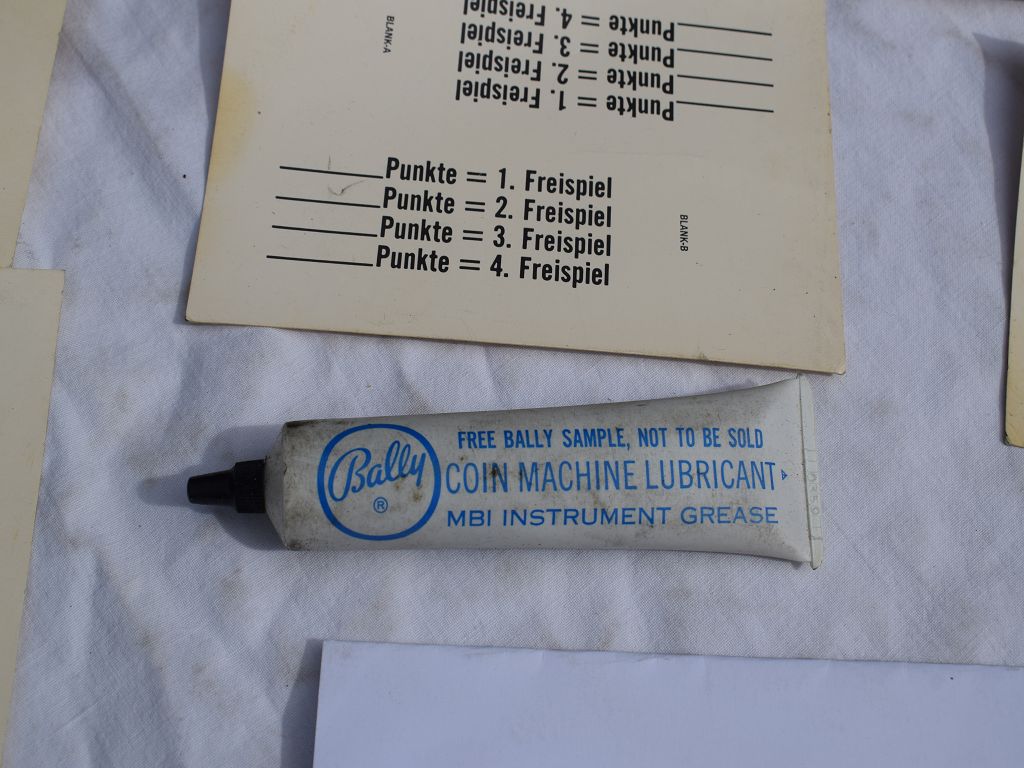 Punkte = 4. Freispiel
Punkte = 3. Freispiel
Punkte = 2. Freispiel
Punkte = 1. Freispiel
BLANK-A
Punkte = 1. Freispiel
Punkte = 2. Freispiel
Punkte = 3. Freispiel
Punkte = 4. Freispiel
BLANK-B
Bally
®
FREE BALLY SAMPLE, NOT TO BE SOLD
COIN MACHINE LUBRICANT
MBI INSTRUMENT GREASE